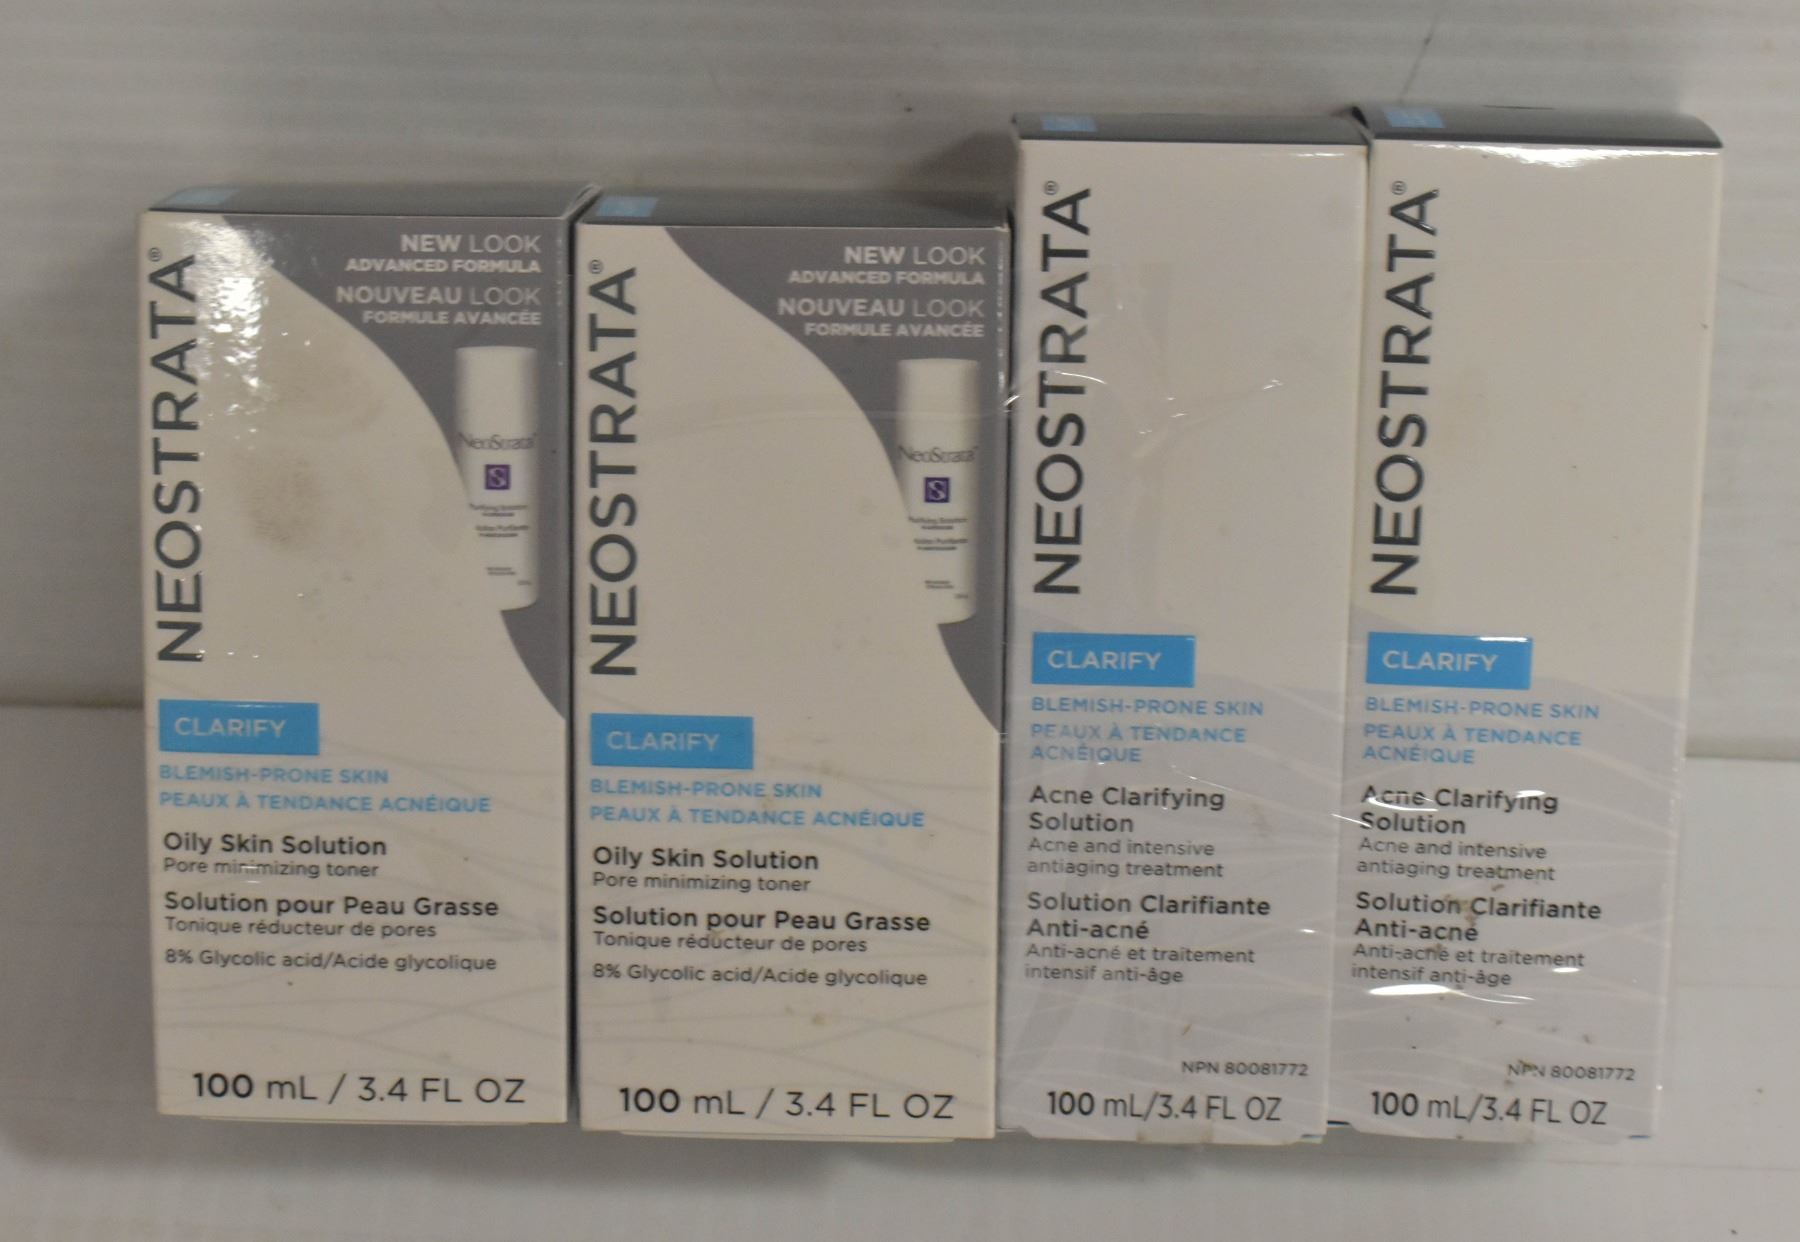 NEOSTRATA®
NEW LOOK
ADVANCED FORMULA
NOUVEAU LOOK
FORMULE AVANCÉE
NeoStrata
CLARIFY
BLEMISH-PRONE SKIN
PEAUX À TENDANCE ACNÉIQUE
Oily Skin Solution
Pore minimizing toner
Solution pour Peau Grasse
Tonique réducteur de pores
8% Glycolic acid/Acide glycolique
100 mL / 3.4 FL OZ
NEOSTRATA®
NEW LOOK
ADVANCED FORMULA
NOUVEAU LOOK
FORMULE AVANCÉE
NeoStrata
CLARIFY
BLEMISH-PRONE SKIN
PEAUX À TENDANCE ACNÉIQUE
Oily Skin Solution
Pore minimizing toner
Solution pour Peau Grasse
Tonique réducteur de pores
8% Glycolic acid/Acide glycolique
100 mL / 3.4 FL OZ
NEOSTRATA®
CLARIFY
BLEMISH-PRONE SKIN
PEAUX À TENDANCE
ACNÉIQUE
Acne Clarifying
Solution
Acne and intensive
antiaging treatment
Solution Clarifiante
Anti-acné
Anti-acné et traitement
intensif anti-âge
NPN 80081772
100 mL/3.4 FL OZ
NEOSTRATA®
CLARIFY
BLEMISH-PRONE SKIN
PEAUX À TENDANCE
ACNÉIQUE
Acne Clarifying
Solution
Acne and intensive
antiaging treatment
Solution Clarifiante
Anti-acné
Anti-acné et traitement
intensif anti-âge
NPN 80081772
100 mL/3.4 FL OZ